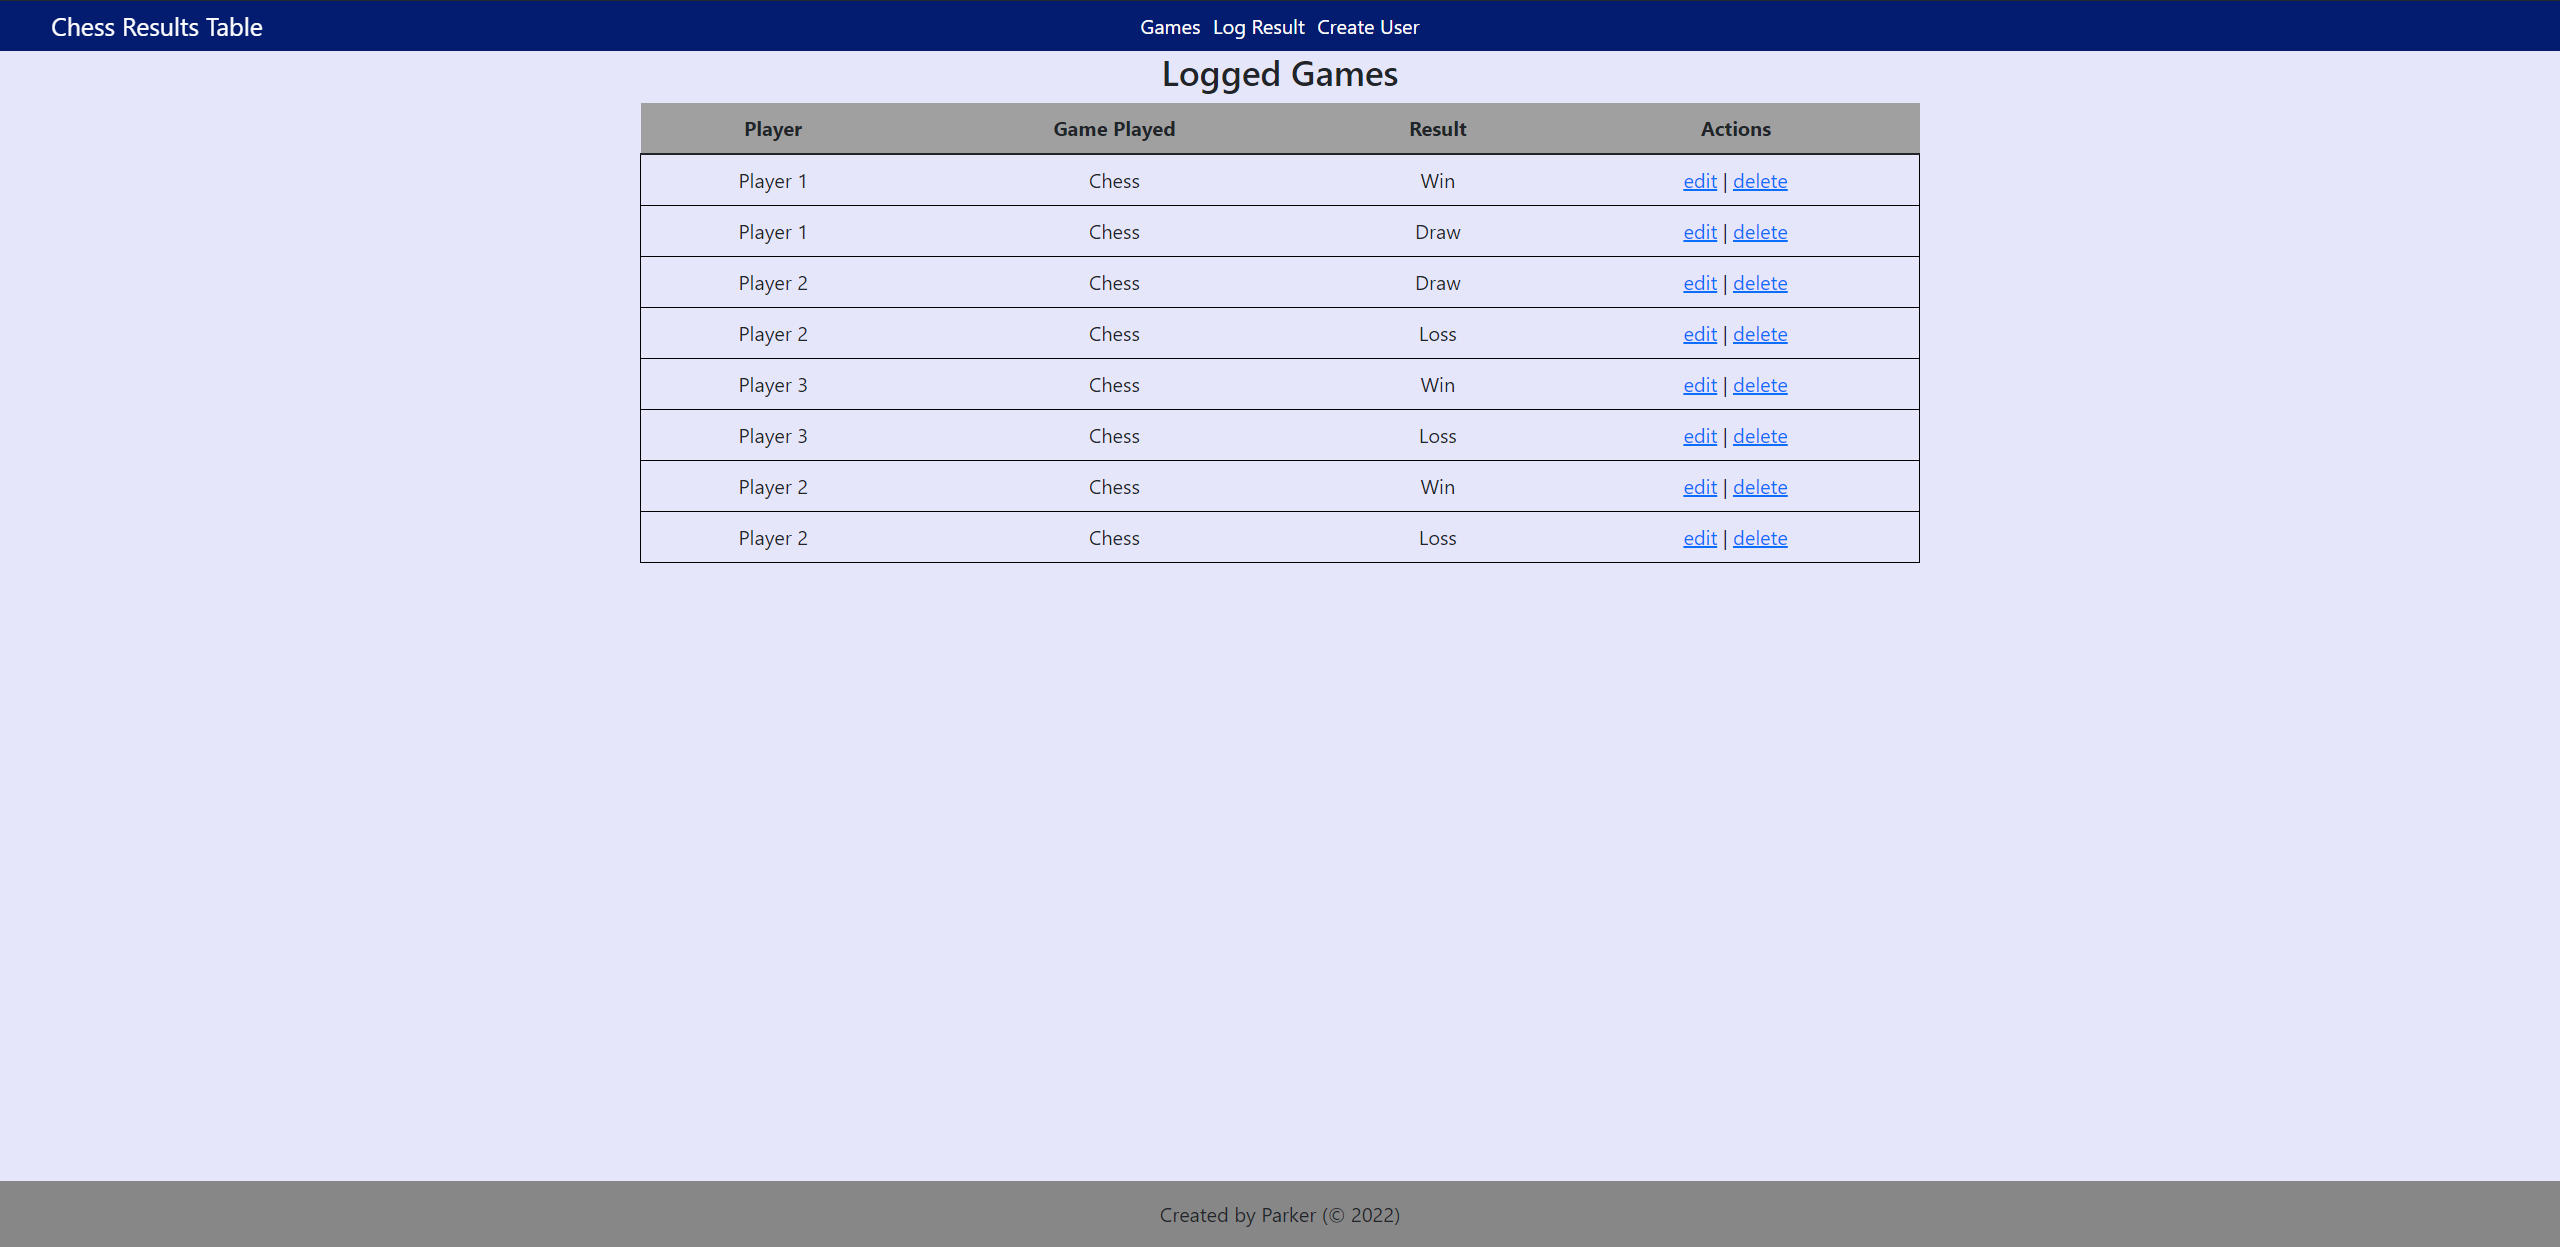 Chess Results Table Games Log Result Create User
Logged Games
Player Game Played Result Actions
Player 1 Chess Win edit | delete
Player 1 Chess Draw edit | delete
Player 2 Chess Draw edit | delete
Player 2 Chess Loss edit | delete
Player 3 Chess Win edit | delete
Player 3 Chess Loss edit | delete
Player 2 Chess Win edit | delete
Player 2 Chess Loss edit | delete
Created by Parker (© 2022)